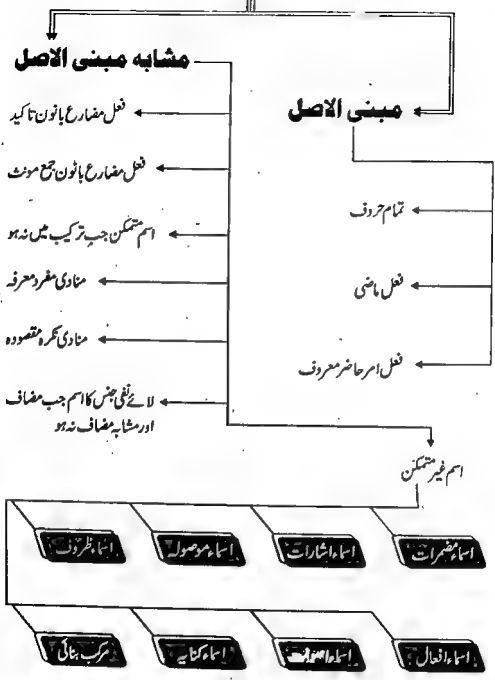 مبنی الاصل
تمام حروف
فعل ماضی
فعل امر حاضر معروف
مشابہ مبنی الاصل
فعل مضارع بانون تاکید
فعل مضارع بانون جمع مونث
اسم متمکن جب ترکیب میں نہ ہو
منادی مفرد معرفہ
منادی نکرہ مقصودہ
لائے نفی جنس کا اسم جب مضاف
اور مشابہ مضاف نہ ہو
اسم غیر متمکن
اسماء مضمرات
اسماء اشارات
اسماء موصولہ
اسماء ظروف
اسماء افعال
اسماء اصوات
اسماء کنایہ
مرکب بنائی